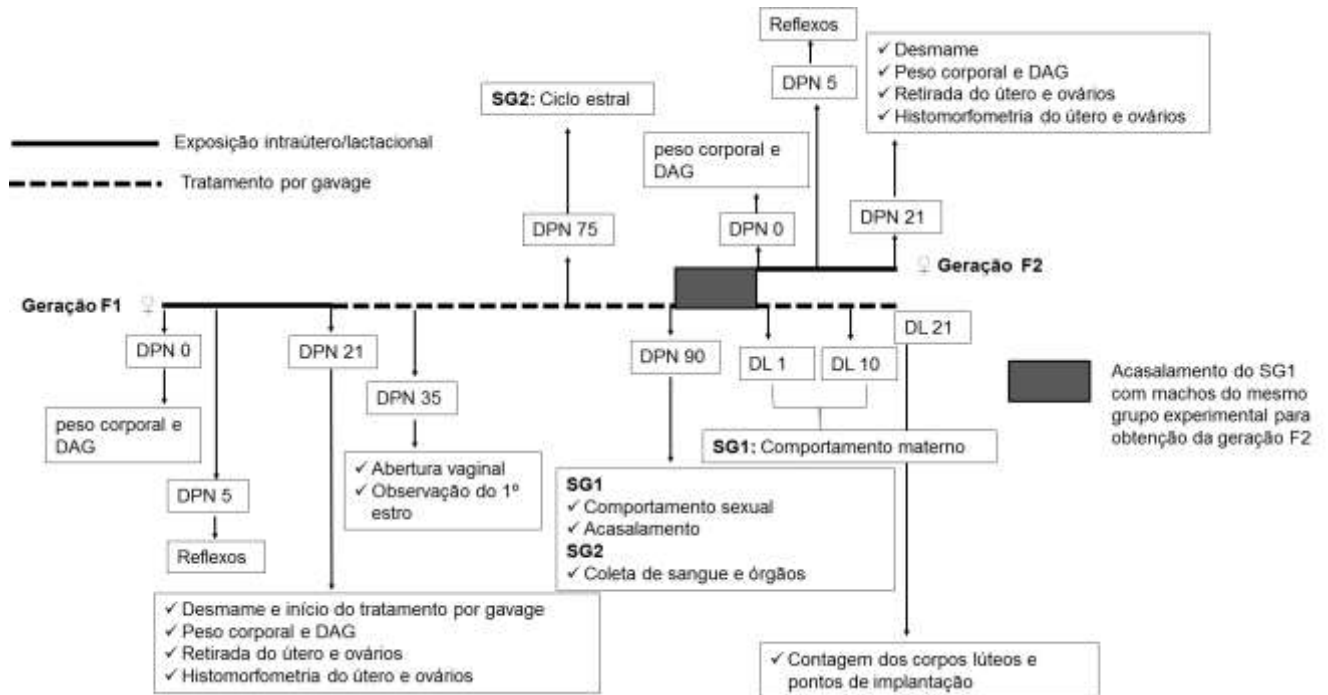 Reflexos
DPN 5
✓ Desmame
✓ Peso corporal e DAG
✓ Retirada do útero e ovários
✓ Histomorfometria do útero e ovários
SG2: Ciclo estral
Exposição intraútero/lactacional
Tratamento por gavage
peso corporal e
DAG
DPN 75
DPN 0
DPN 21
♀ Geração F2
Geração F1 ♀
DPN 0
DPN 21
DPN 90
DL 1
DL 10
DL 21
DPN 35
peso corporal e
DAG
Acasalamento do SG1
com machos do mesmo
grupo experimental para
obtenção da geração F2
SG1: Comportamento materno
✓ Abertura vaginal
✓ Observação do 1º
estro
DPN 5
Reflexos
SG1
✓ Comportamento sexual
✓ Acasalamento
SG2
✓ Coleta de sangue e órgãos
✓ Desmame e início do tratamento por gavage
✓ Peso corporal e DAG
✓ Retirada do útero e ovários
✓ Histomorfometria do útero e ovários
✓ Contagem dos corpos lúteos e
pontos de implantação